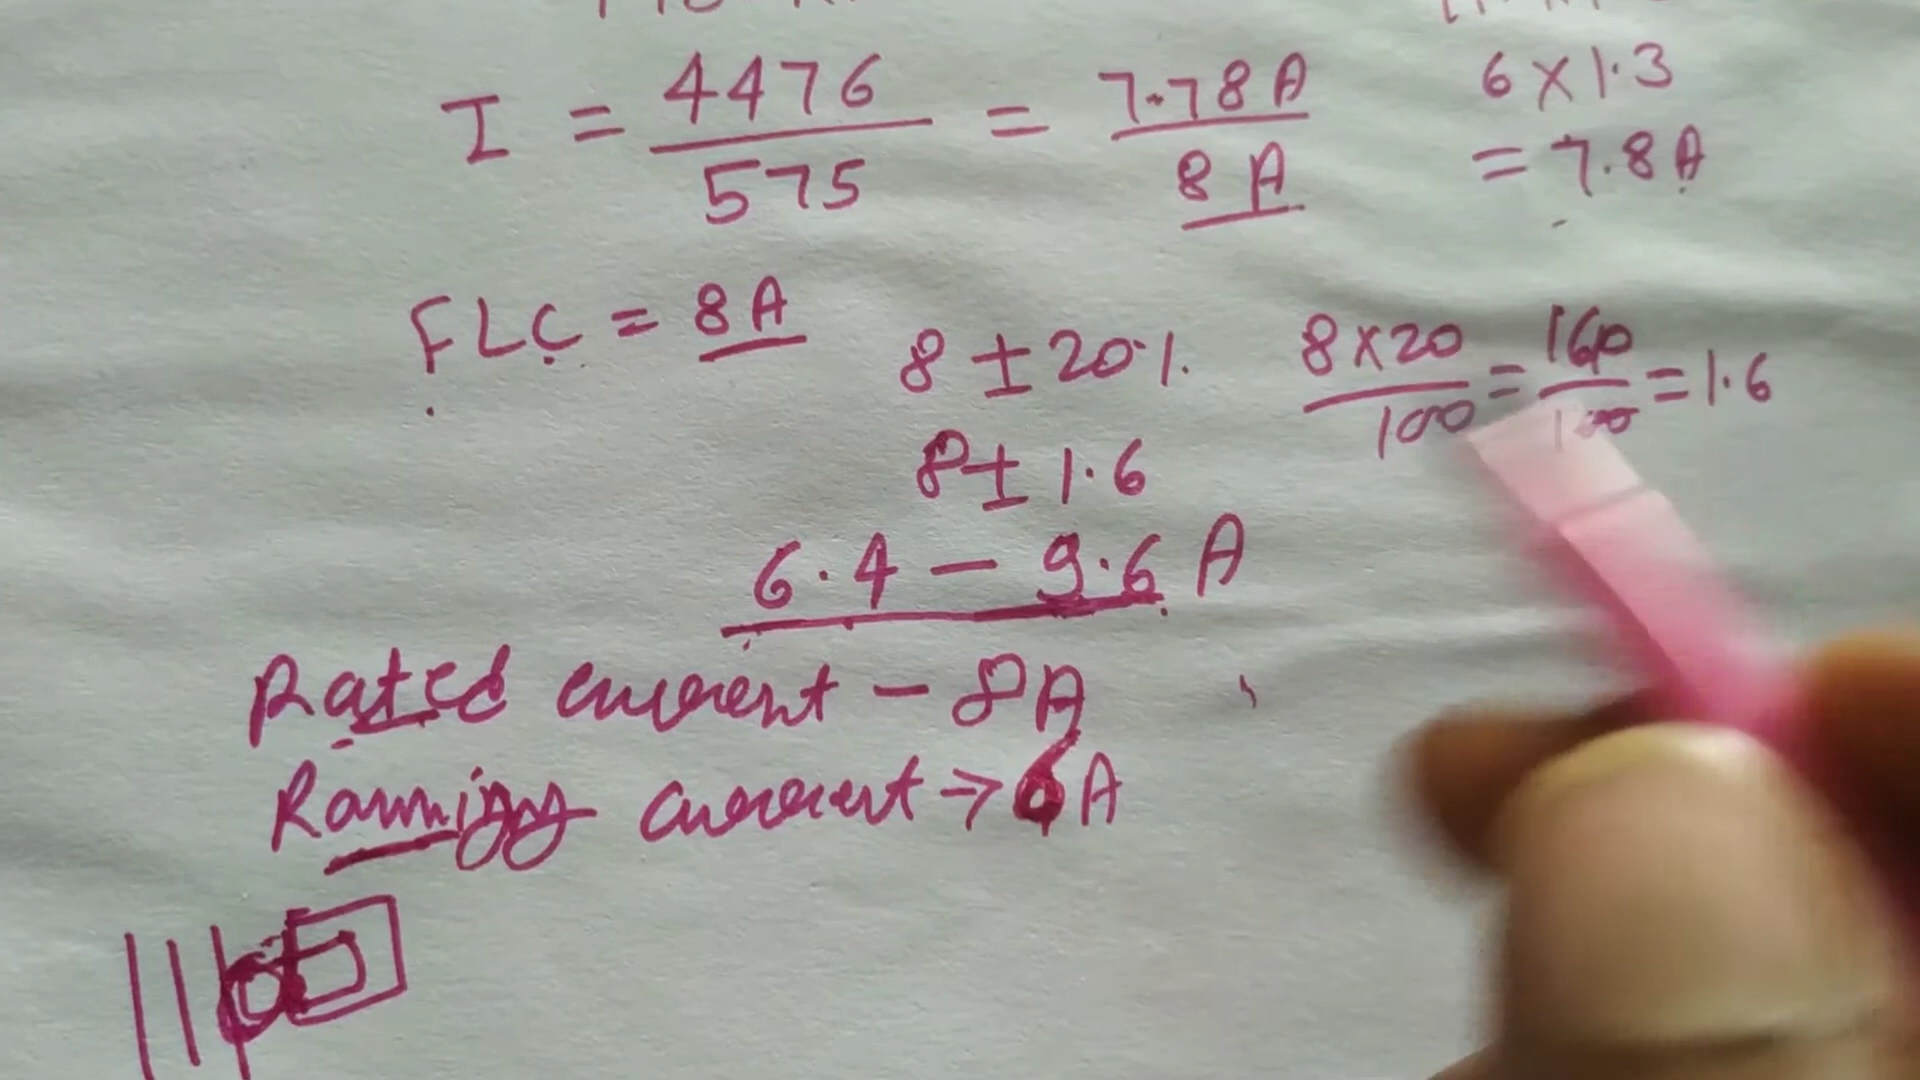 I = 4476 / 575 = 7.78 A
8 A
6 X 1.3
= 7.8 A
FLC = 8 A
8 ± 20%.
8 X 20 / 100 = 160 / 100 = 1.6
8 ± 1.6
6.4 – 9.6 A
Rated current – 8A
Running current → 6A